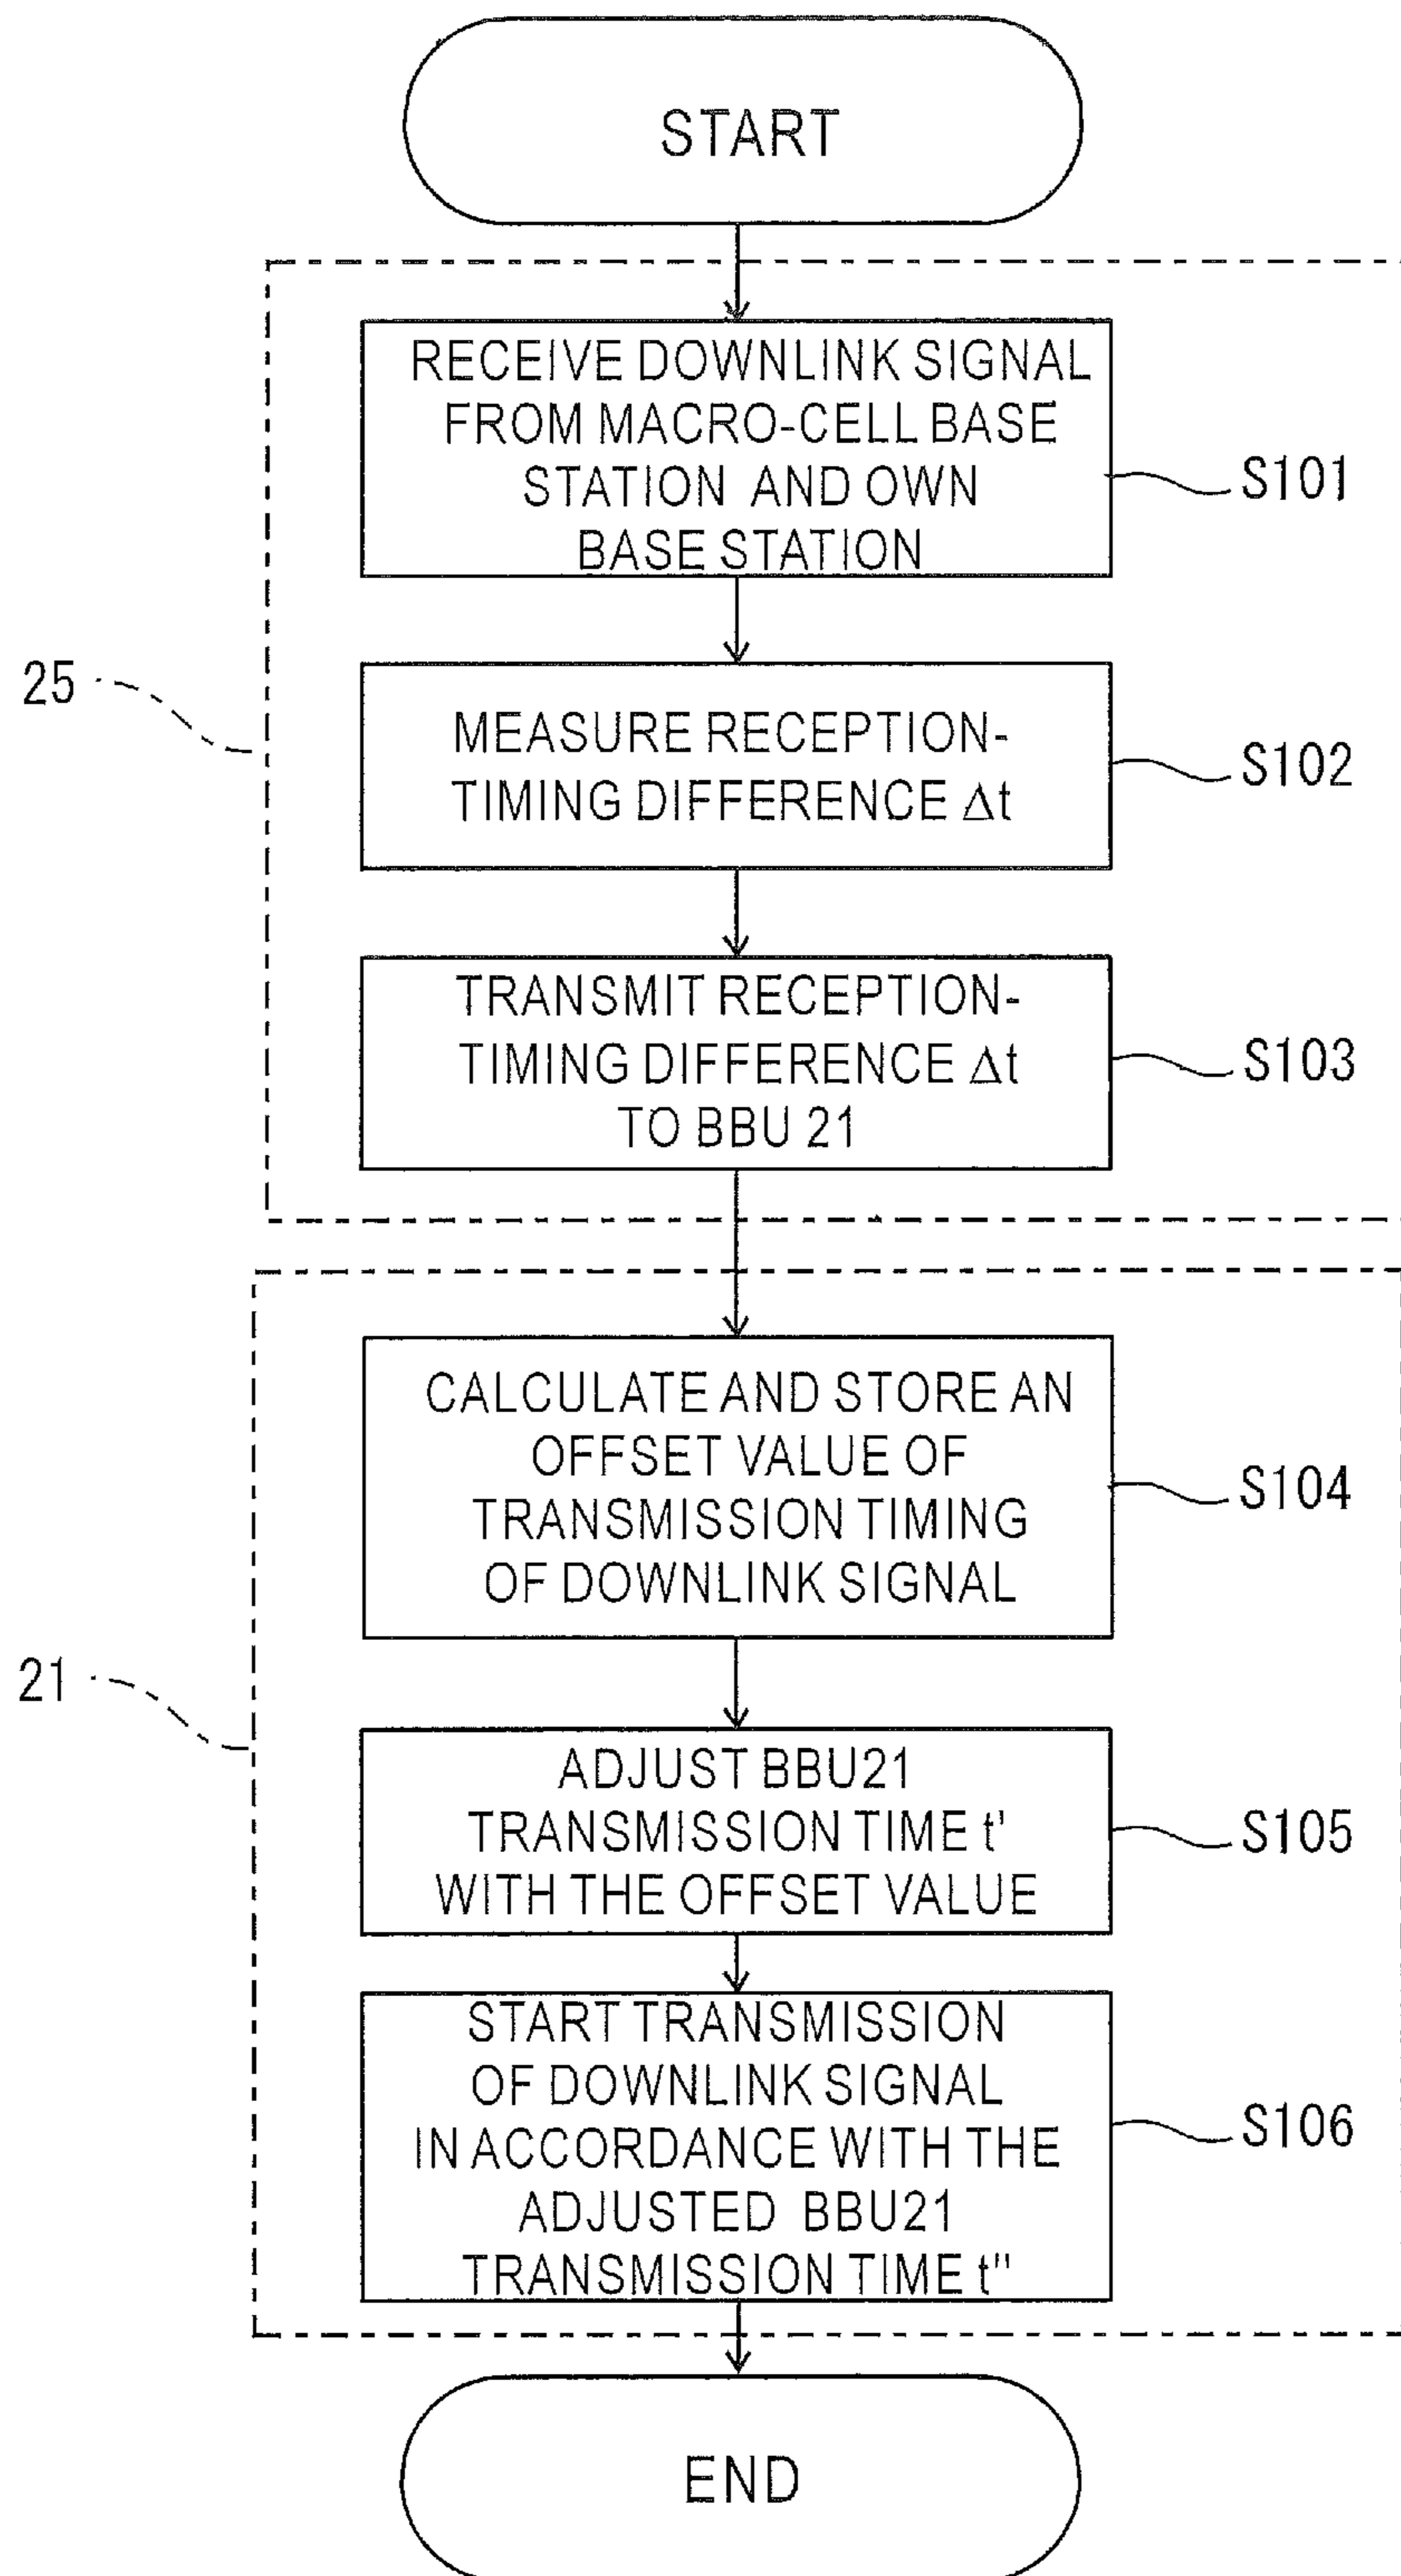 START
RECEIVE DOWNLINK SIGNAL
FROM MACRO-CELL BASE
STATION AND OWN
BASE STATION
S101
25
MEASURE RECEPTION-
TIMING DIFFERENCE Δt
S102
TRANSMIT RECEPTION-
TIMING DIFFERENCE Δt
TO BBU 21
S103
CALCULATE AND STORE AN
OFFSET VALUE OF
TRANSMISSION TIMING
OF DOWNLINK SIGNAL
S104
21
ADJUST BBU21
TRANSMISSION TIME t'
WITH THE OFFSET VALUE
S105
START TRANSMISSION
OF DOWNLINK SIGNAL
IN ACCORDANCE WITH THE
ADJUSTED BBU21
TRANSMISSION TIME t"
S106
END